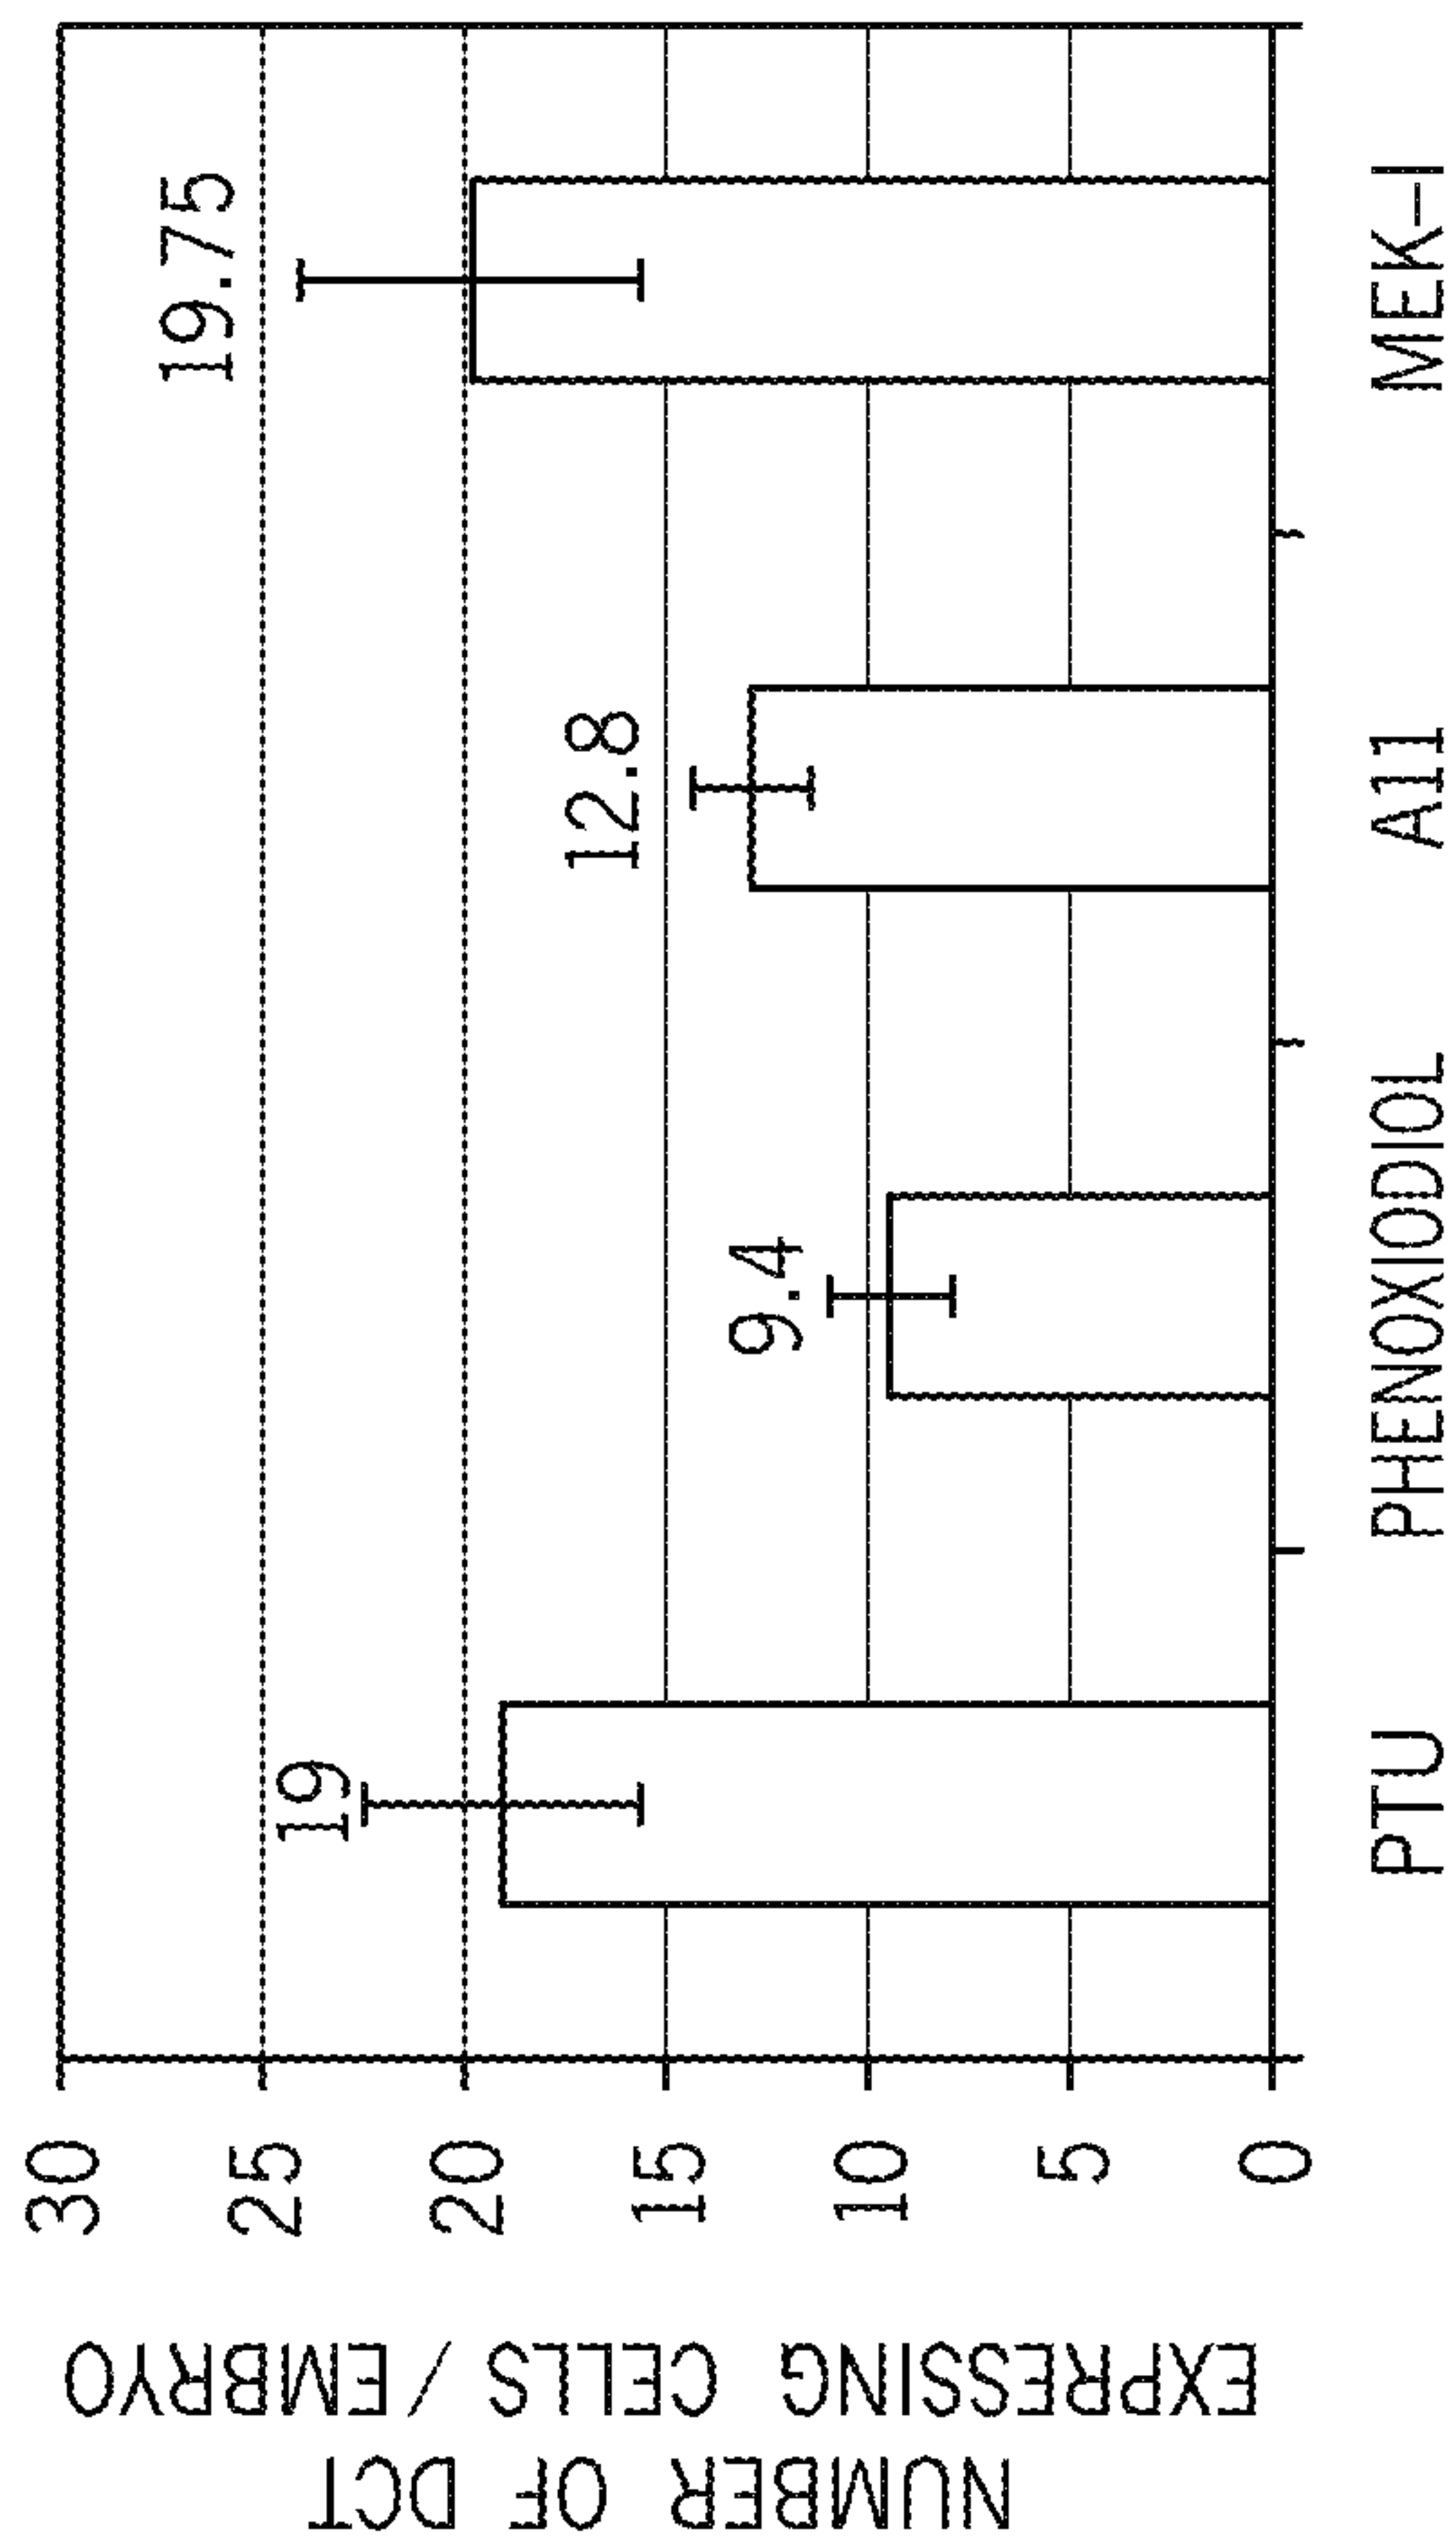 NUMBER OF DCT
EXPRESSING CELLS / EMBRYO
30
25
20
15
10
5
0
19
9.4
12.8
19.75
PTU
PHENOXIODIOL
A11
MEK-I